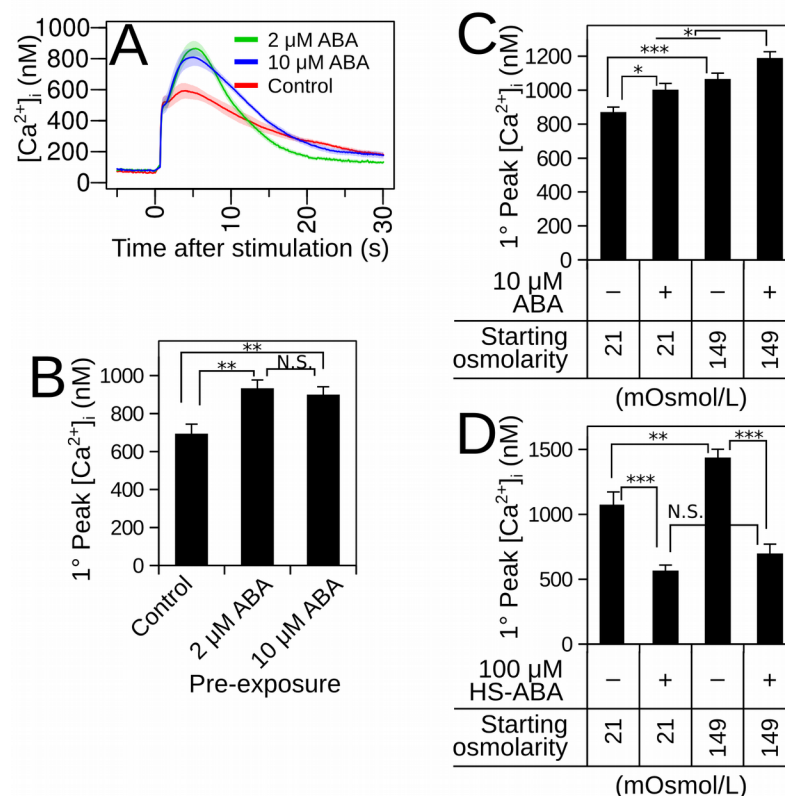 A
[Ca2+]i (nM)
1000
800
600
400
200
0
2 µM ABA
10 µM ABA
Control
0
10
20
30
Time after stimulation (s)
B
1° Peak [Ca2+]i (nM)
1000
800
600
400
200
0
**
**
N.S.
Control
2 µM ABA
10 µM ABA
Pre-exposure
C
1° Peak [Ca2+]i (nM)
1200
1000
800
600
400
200
0
*
***
*
10 µM
ABA
– + – +
Starting
osmolarity
21 21 149 149
(mOsmol/L)
D
1° Peak [Ca2+]i (nM)
1500
1000
500
0
**
***
***
N.S.
100 µM
HS-ABA
– + – +
Starting
osmolarity
21 21 149 149
(mOsmol/L)